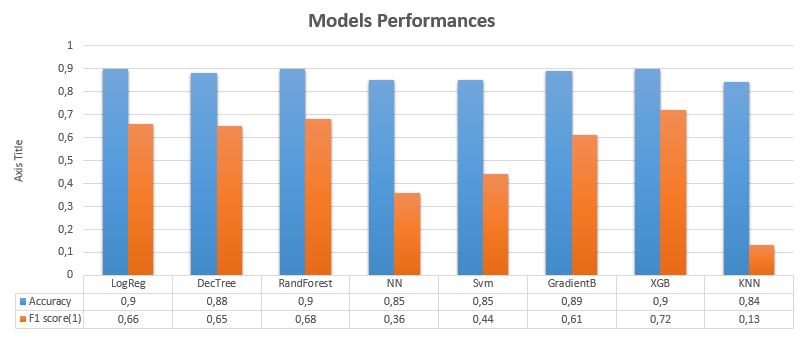 Models Performances
1
0,9
0,8
0,7
0,6
0,5
0,4
0,3
0,2
0,1
0
Axis Title
LogReg DecTree RandForest NN Svm GradientB XGB KNN
Accuracy 0,9 0,88 0,9 0,85 0,85 0,89 0,9 0,84
F1 score(1) 0,66 0,65 0,68 0,36 0,44 0,61 0,72 0,13